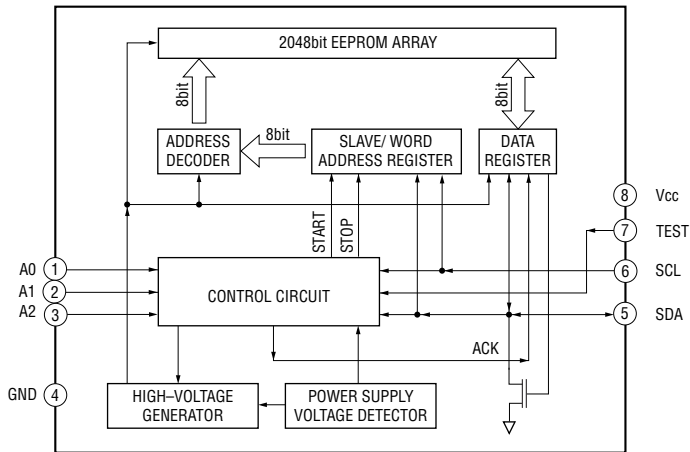 2048bit EEPROM ARRAY
8bit
8bit
ADDRESS
DECODER
8bit
SLAVE/ WORD
ADDRESS REGISTER
DATA
REGISTER
8 Vcc
START
STOP
7 TEST
A0 1
6 SCL
A1 2
CONTROL CIRCUIT
A2 3
5 SDA
ACK
GND 4
HIGH–VOLTAGE
GENERATOR
POWER SUPPLY
VOLTAGE DETECTOR